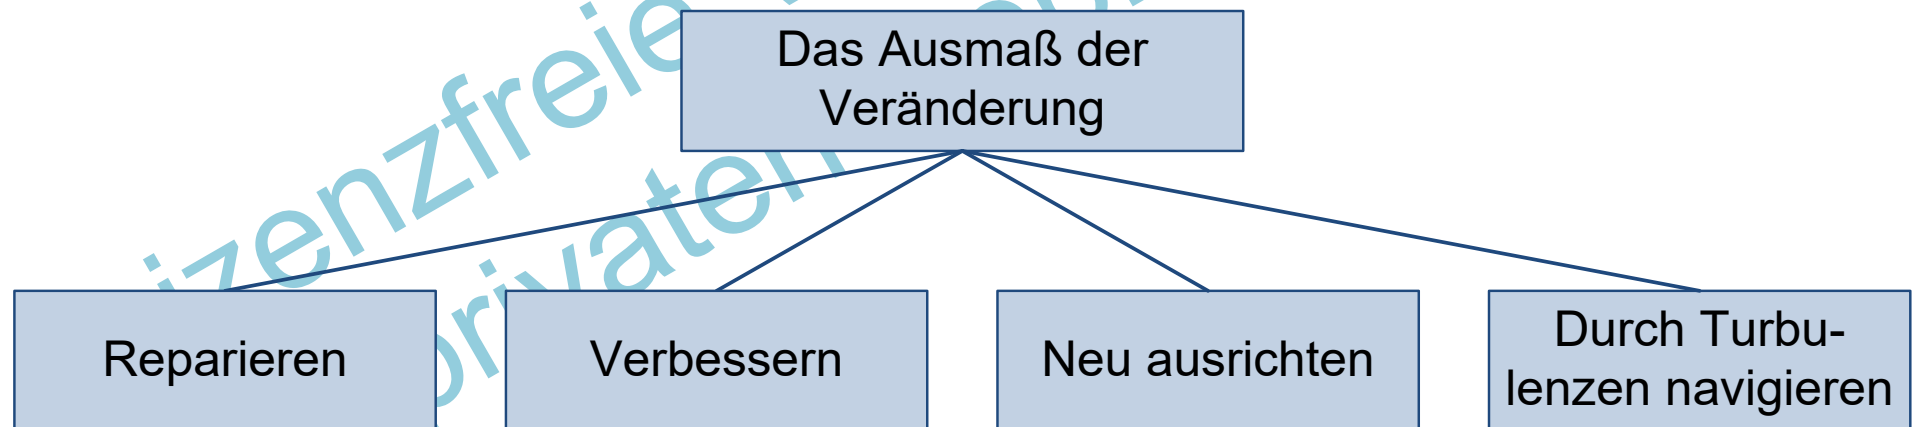 Das Ausmaß der
Veränderung
Reparieren
Verbessern
Neu ausrichten
Durch Turbu-
lenzen navigieren